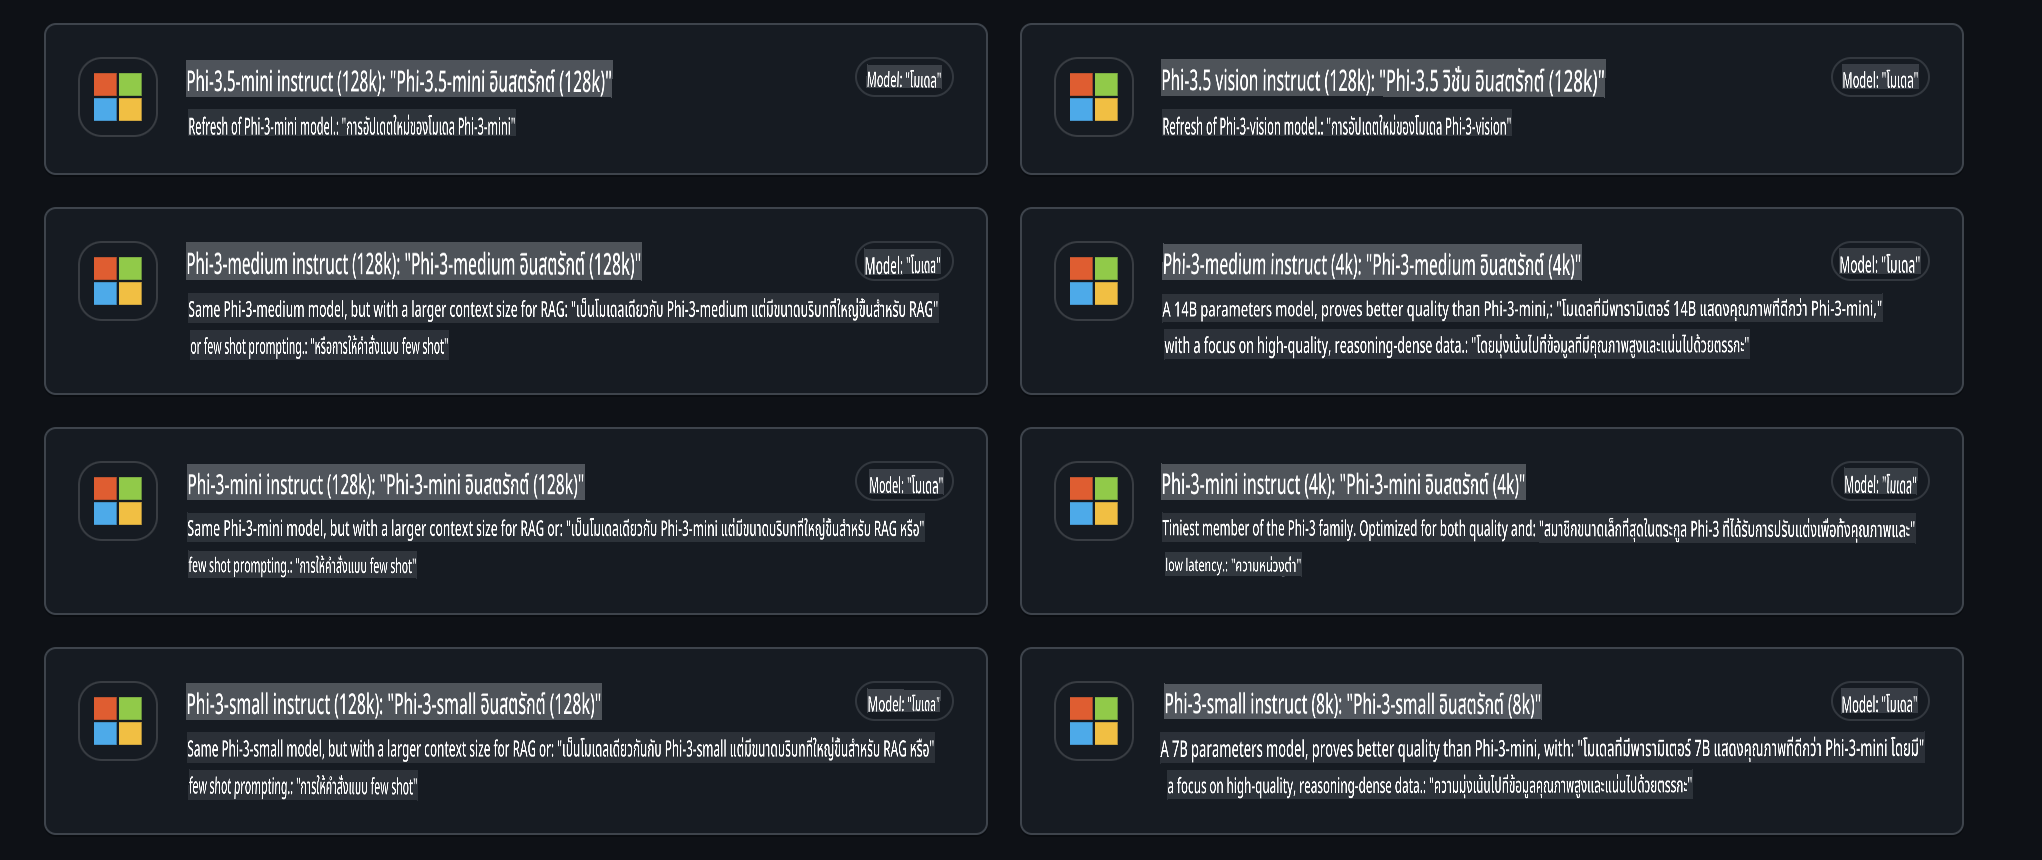 Phi-3.5-mini instruct (128k): "Phi-3.5-mini อินสตรักต์ (128k)"
Model: "โมเดล"
Refresh of Phi-3-mini model.: "การอัปเดตใหม่ของโมเดล Phi-3-mini"
Phi-3.5 vision instruct (128k): "Phi-3.5 วิชั่น อินสตรักต์ (128k)"
Model: "โมเดล"
Refresh of Phi-3-vision model.: "การอัปเดตใหม่ของโมเดล Phi-3-vision"
Phi-3-medium instruct (128k): "Phi-3-medium อินสตรักต์ (128k)"
Model: "โมเดล"
Same Phi-3-medium model, but with a larger context size for RAG: "เป็นโมเดลเดียวกับ Phi-3-medium แต่มีขนาดบริบทที่ใหญ่ขึ้นสำหรับ RAG"
or few shot prompting.: "หรือการให้คำสั่งแบบ few shot"
Phi-3-medium instruct (4k): "Phi-3-medium อินสตรักต์ (4k)"
Model: "โมเดล"
A 14B parameters model, proves better quality than Phi-3-mini,: "โมเดลที่มีพารามิเตอร์ 14B แสดงคุณภาพที่ดีกว่า Phi-3-mini,"
with a focus on high-quality, reasoning-dense data.: "โดยมุ่งเน้นไปที่ข้อมูลที่มีคุณภาพสูงและแน่นไปด้วยตรรกะ"
Phi-3-mini instruct (128k): "Phi-3-mini อินสตรักต์ (128k)"
Model: "โมเดล"
Same Phi-3-mini model, but with a larger context size for RAG or: "เป็นโมเดลเดียวกับ Phi-3-mini แต่มีขนาดบริบทที่ใหญ่ขึ้นสำหรับ RAG หรือ"
few shot prompting.: "การให้คำสั่งแบบ few shot"
Phi-3-mini instruct (4k): "Phi-3-mini อินสตรักต์ (4k)"
Model: "โมเดล"
Tiniest member of the Phi-3 family. Optimized for both quality and: "สมาชิกขนาดเล็กที่สุดในตระกูล Phi-3 ที่ได้รับการปรับแต่งเพื่อทั้งคุณภาพและ"
low latency.: "ความหน่วงต่ำ"
Phi-3-small instruct (128k): "Phi-3-small อินสตรักต์ (128k)"
Model: "โมเดล"
Same Phi-3-small model, but with a larger context size for RAG or: "เป็นโมเดลเดียวกันกับ Phi-3-small แต่มีขนาดบริบทที่ใหญ่ขึ้นสำหรับ RAG หรือ"
few shot prompting.: "การให้คำสั่งแบบ few shot"
Phi-3-small instruct (8k): "Phi-3-small อินสตรักต์ (8k)"
Model: "โมเดล"
A 7B parameters model, proves better quality than Phi-3-mini, with: "โมเดลที่มีพารามิเตอร์ 7B แสดงคุณภาพที่ดีกว่า Phi-3-mini โดยมี"
a focus on high-quality, reasoning-dense data.: "ความมุ่งเน้นไปที่ข้อมูลคุณภาพสูงและแน่นไปด้วยตรรกะ"